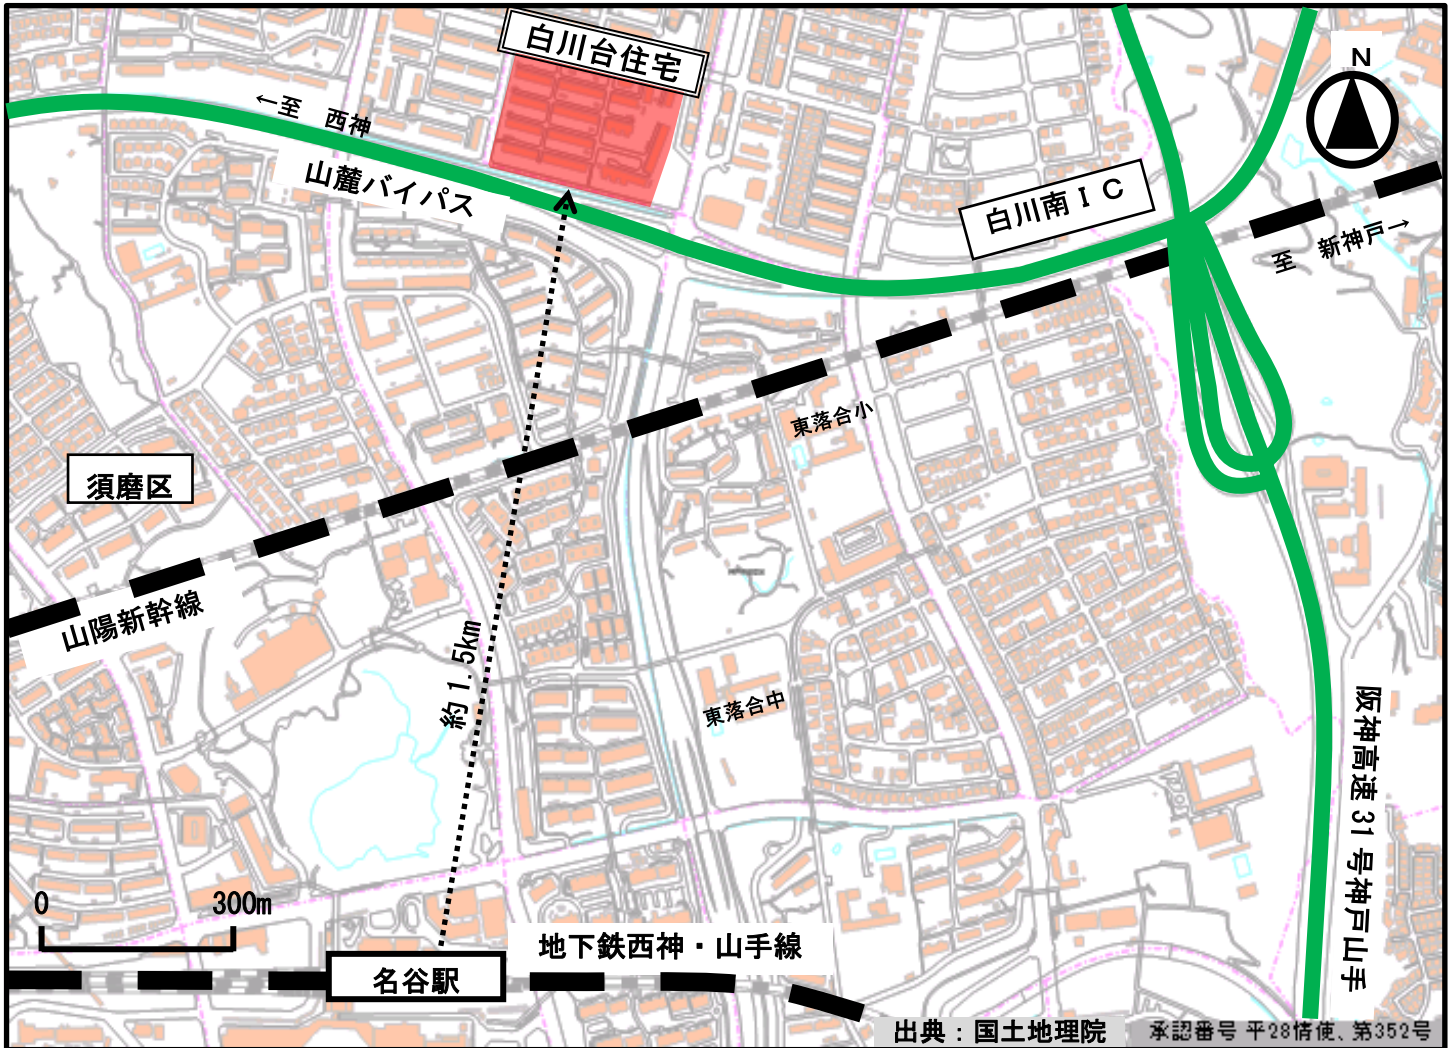 白川台住宅
N
←至 西神
山麓バイパス
白川南IC
至 新神戸→
東落合小
須磨区
山陽新幹線
約1.5km
東落合中
阪神高速31号神戸山手
0 300m
地下鉄西神・山手線
名谷駅
出典：国土地理院 承認番号 平28情使、第352号